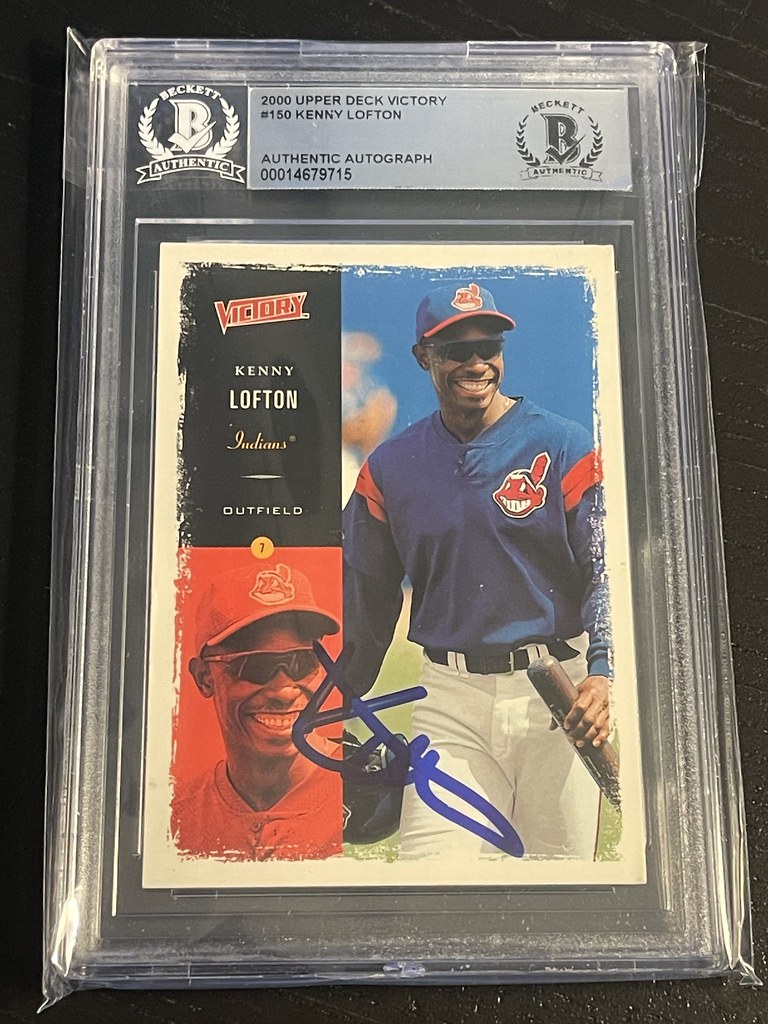 BECKETT
B
AUTHENTIC
2000 UPPER DECK VICTORY
#150 KENNY LOFTON
AUTHENTIC AUTOGRAPH
00014679715
BECKETT
B
AUTHENTIC
VICTORY
KENNY
LOFTON
Indians®
OUTFIELD
7